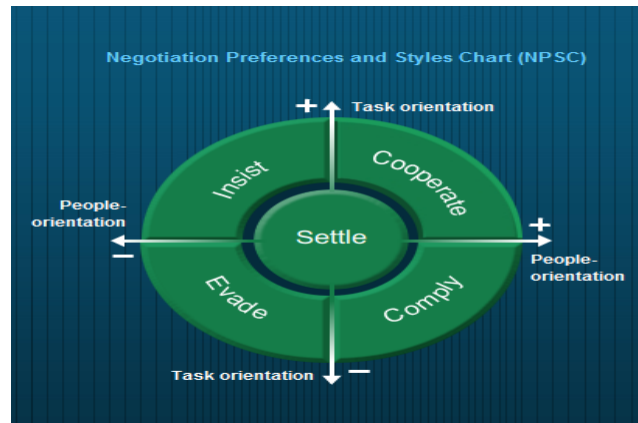 Negotiation Preferences and Styles Chart (NPSC)
+
Task orientation
Insist
Cooperate
People-
orientation
−
Settle
+
People-
orientation
Evade
Comply
Task orientation
−